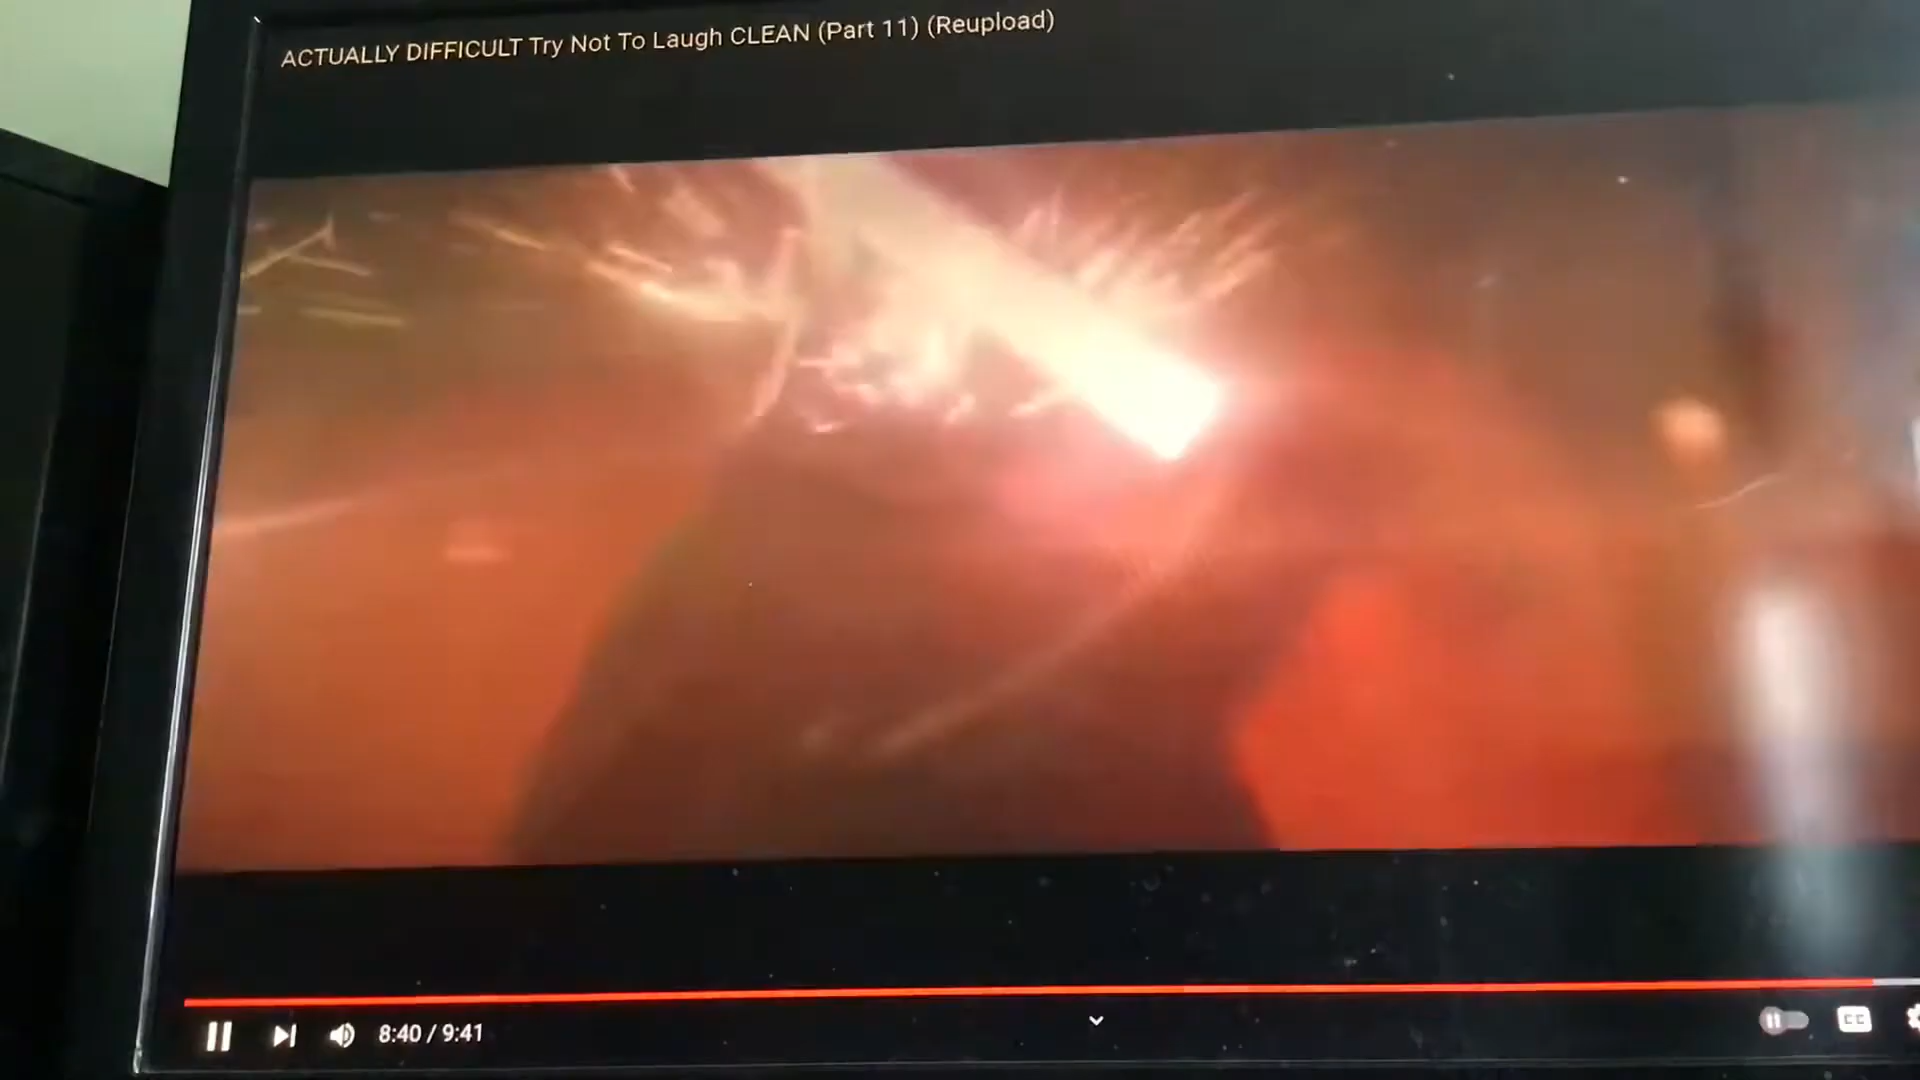 ACTUALLY DIFFICULT Try Not To Laugh CLEAN (Part 11) (Reupload)
8:40 / 9:41
CC